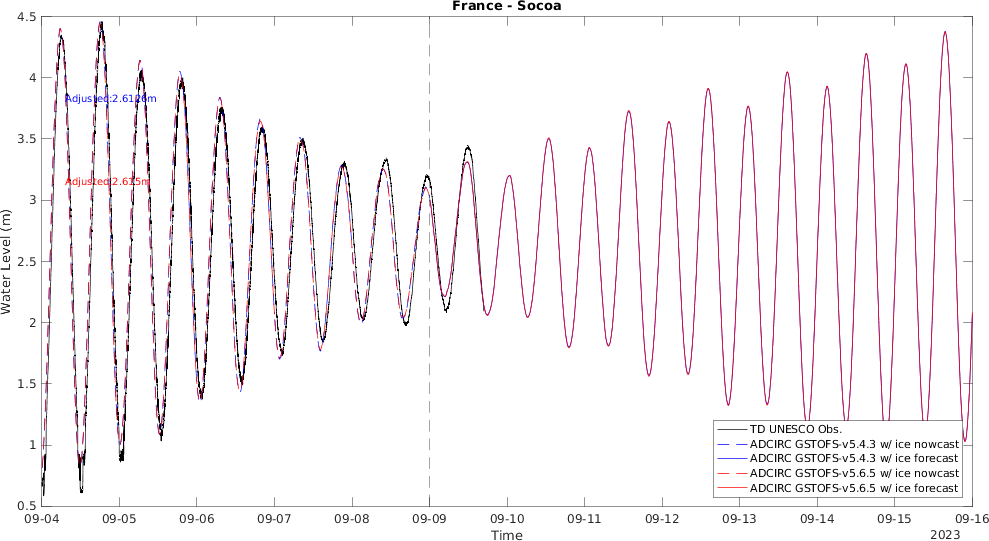 France - Socoa
4.5
4
3.5
3
2.5
2
1.5
1
0.5
Water Level (m)
Adjusted:2.6126m
Adjusted:2.615m
TD UNESCO Obs.
ADCIRC GSTOFS-v5.4.3 w/ ice nowcast
ADCIRC GSTOFS-v5.4.3 w/ ice forecast
ADCIRC GSTOFS-v5.6.5 w/ ice nowcast
ADCIRC GSTOFS-v5.6.5 w/ ice forecast
09-04 09-05 09-06 09-07 09-08 09-09 09-10 09-11 09-12 09-13 09-14 09-15 09-16
Time
2023